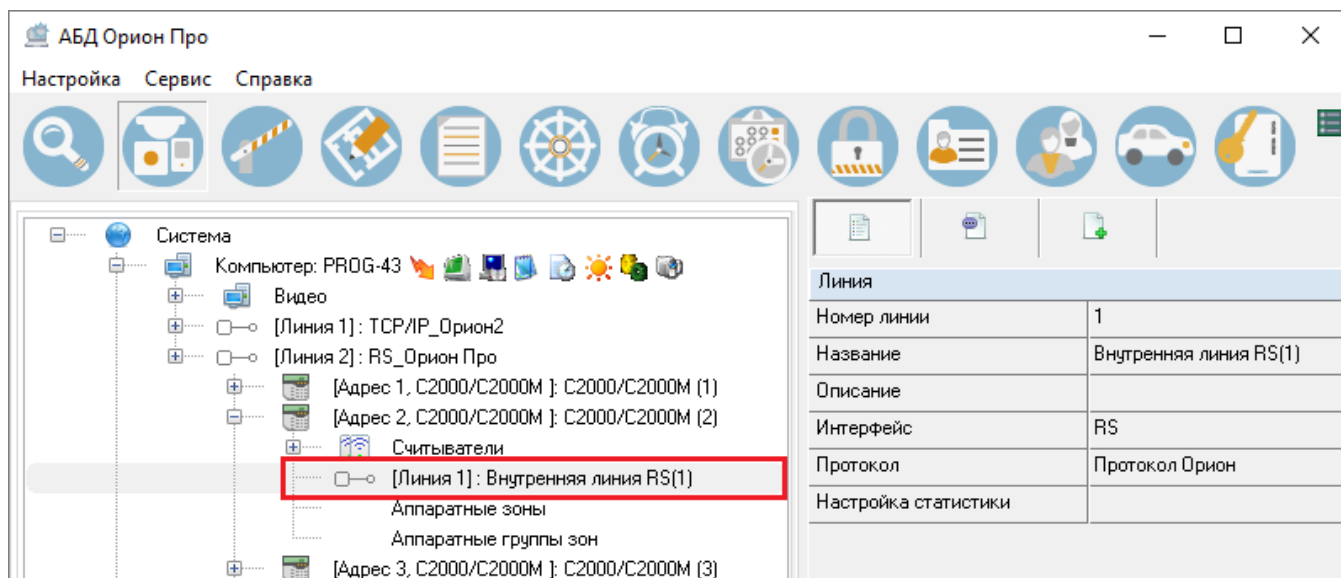 АБД Орион Про
Настройка Сервис Справка
Система
Компьютер: PROG-43
Видео
[Линия 1] : TCP/IP_Орион2
[Линия 2] : RS_Орион Про
[Адрес 1, С2000/С2000М ]: С2000/С2000М (1)
[Адрес 2, С2000/С2000М ]: С2000/С2000М (2)
Считыватели
[Линия 1] : Внутренняя линия RS(1)
Аппаратные зоны
Аппаратные группы зон
[Адрес 3, С2000/С2000М ]: С2000/С2000М (3)
Линия
Номер линии 1
Название Внутренняя линия RS(1)
Описание
Интерфейс RS
Протокол Протокол Орион
Настройка статистики